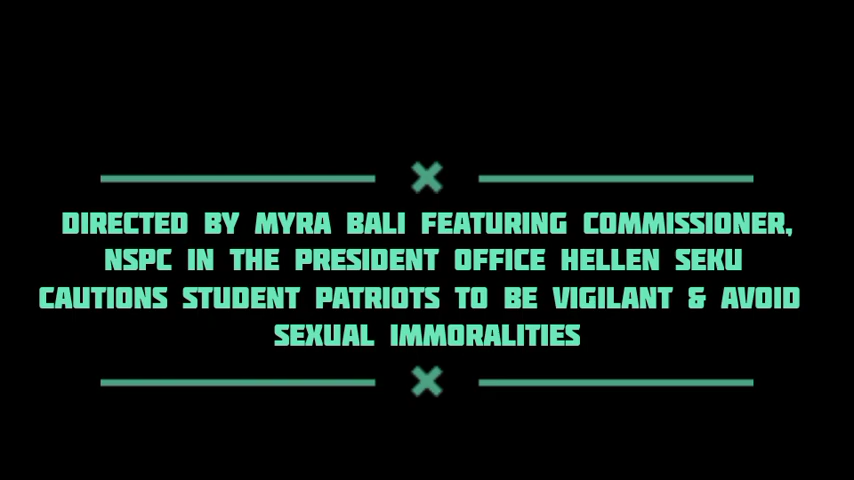 DIRECTED BY MYRA BALI FEATURING COMMISSIONER,
NSPC IN THE PRESIDENT OFFICE HELLEN SEKU
CAUTIONS STUDENT PATRIOTS TO BE VIGILANT & AVOID
SEXUAL IMMORALITIES